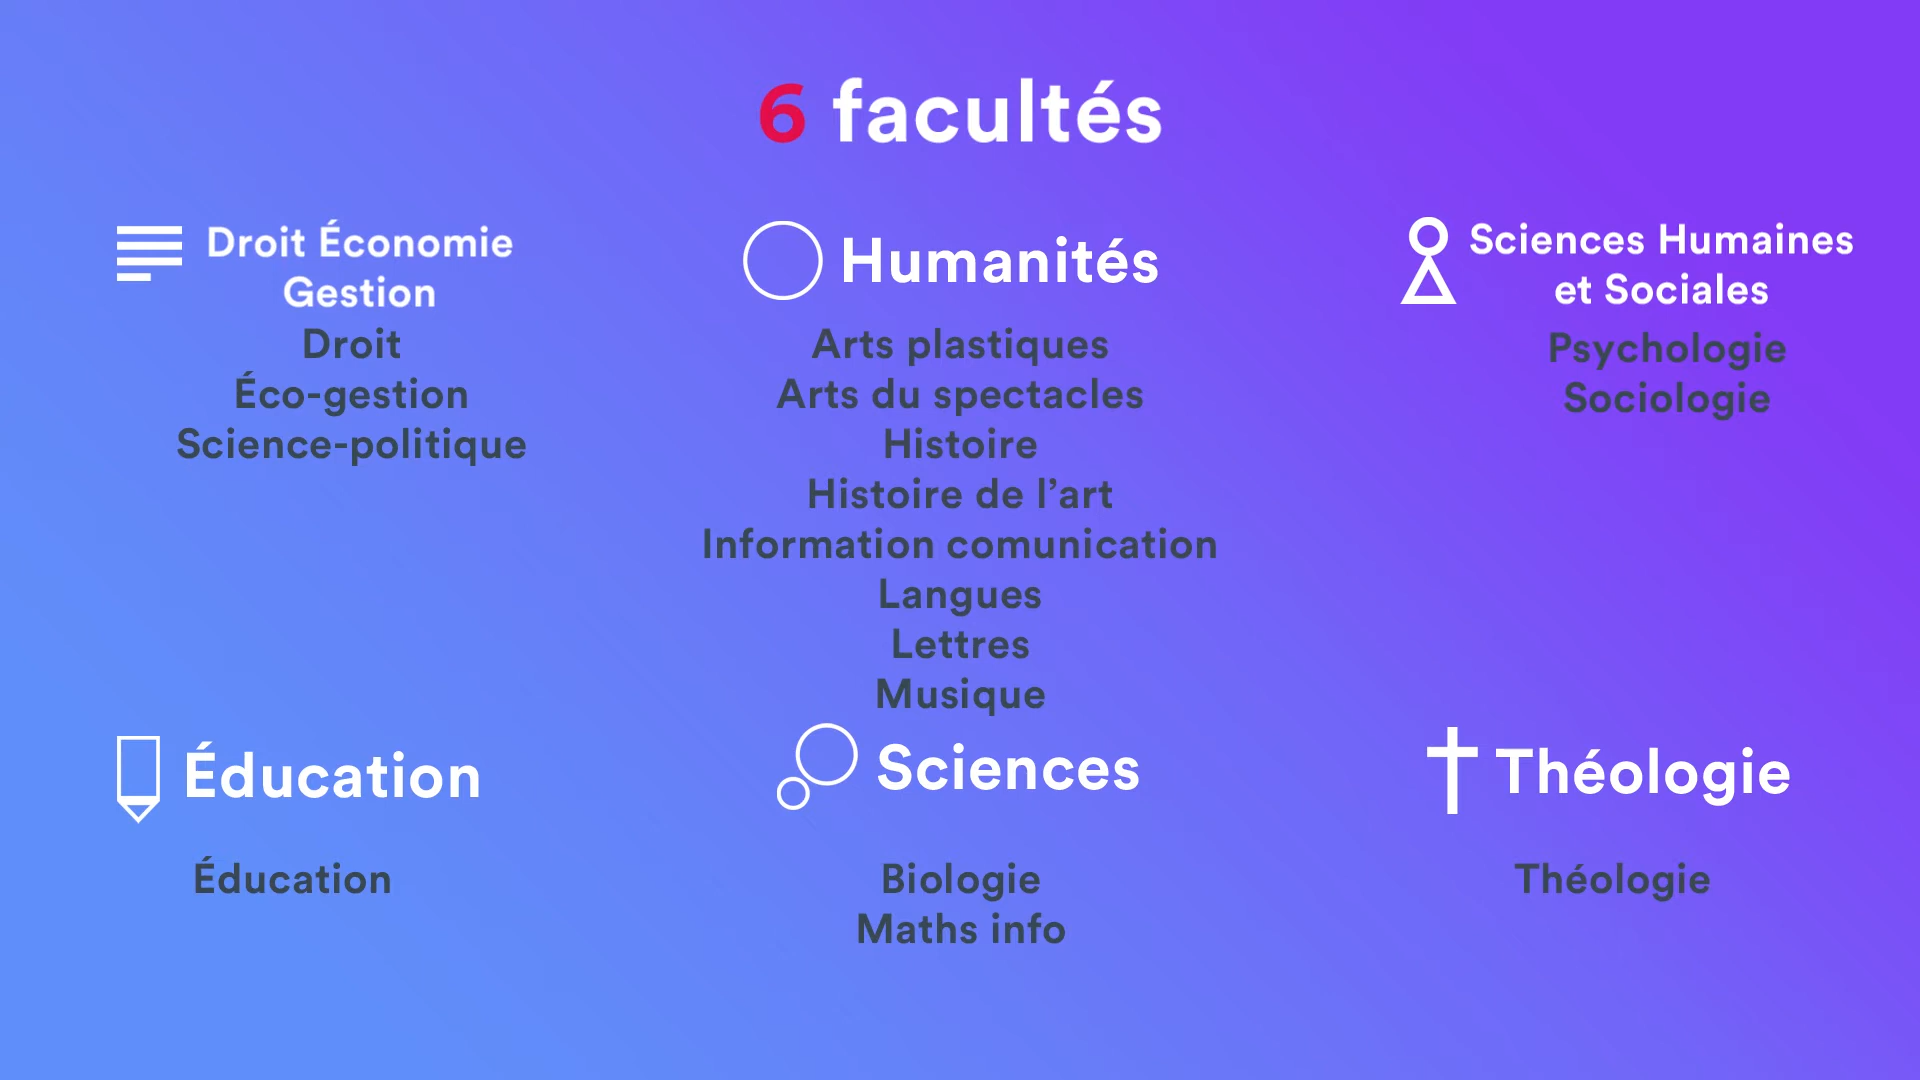 6 facultés
Droit Économie
Gestion
Droit
Éco-gestion
Science-politique
Humanités
Arts plastiques
Arts du spectacles
Histoire
Histoire de l’art
Information comunication
Langues
Lettres
Musique
Sciences Humaines
et Sociales
Psychologie
Sociologie
Éducation
Éducation
Sciences
Biologie
Maths info
Théologie
Théologie